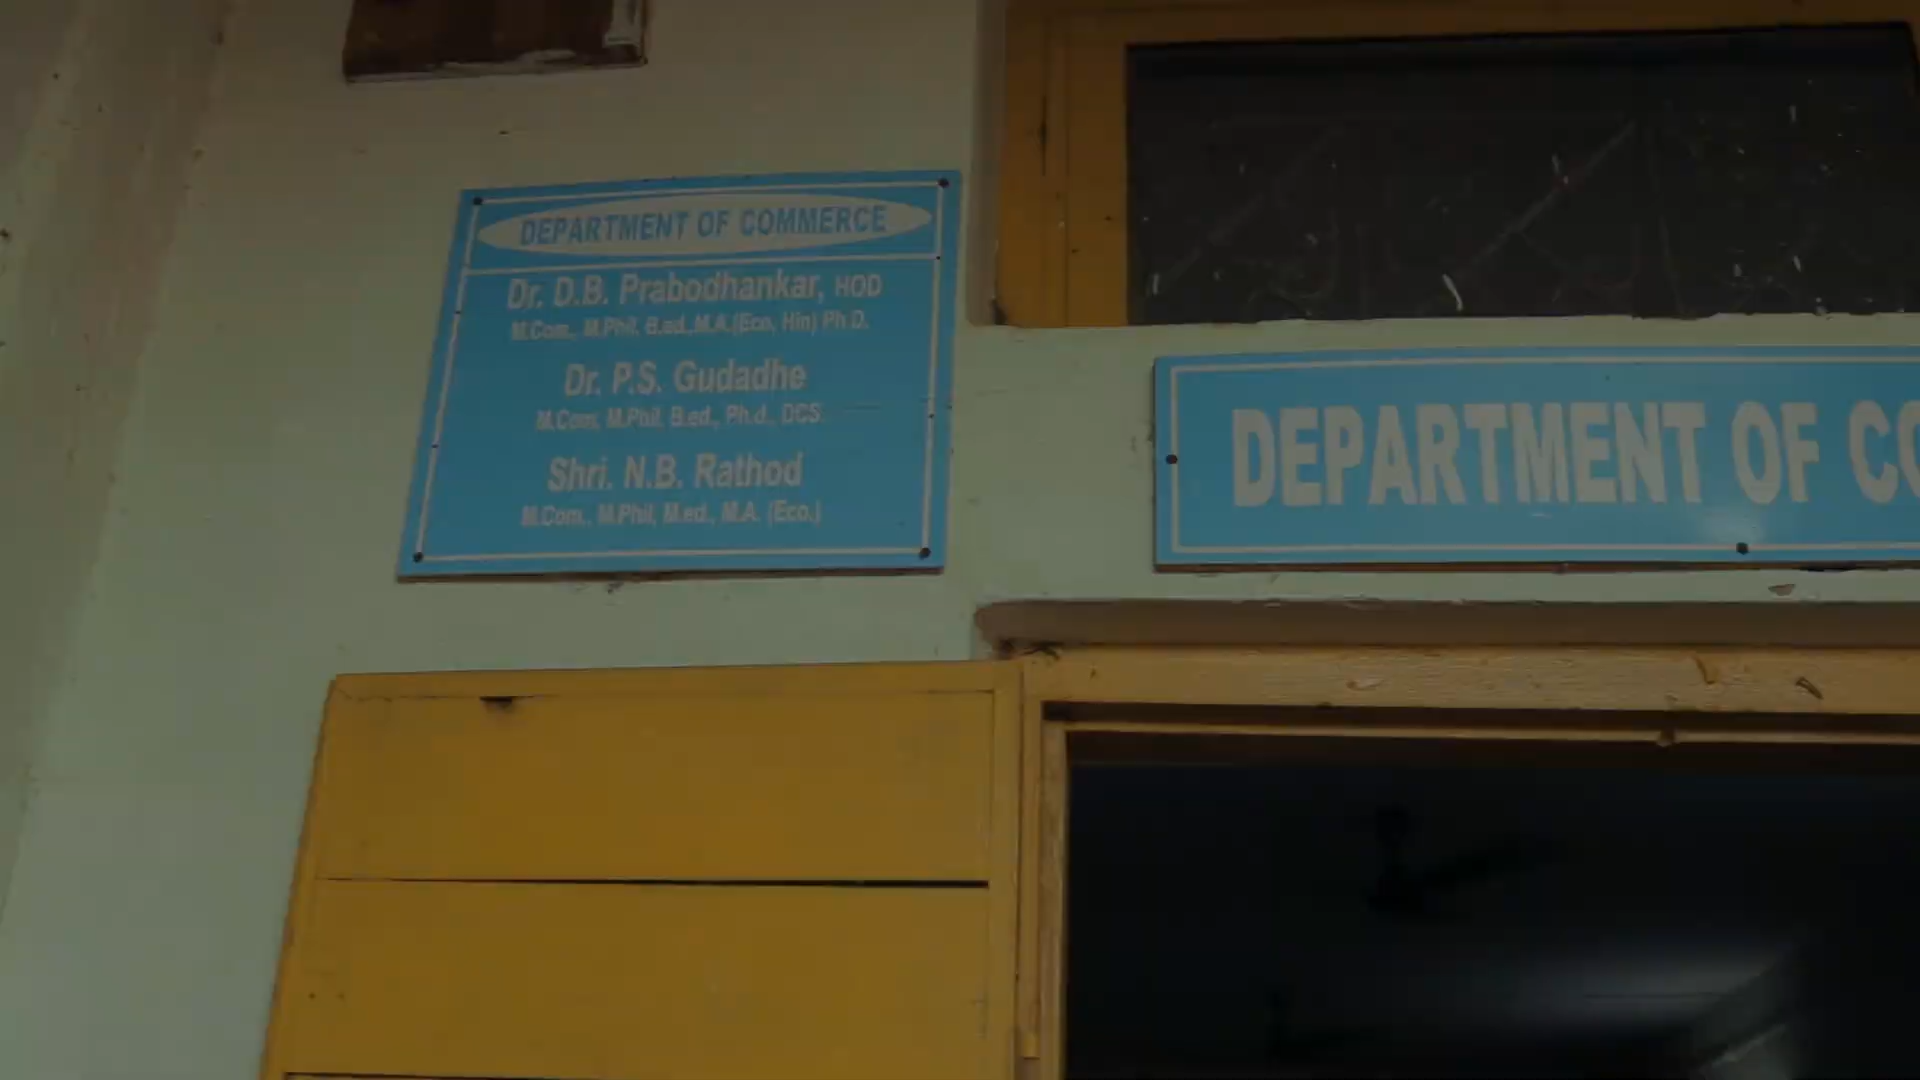 DEPARTMENT OF COMMERCE
Dr. D.B. Prabodhankar, HOD
M.Com., M.Phil, B.ed.,M.A.(Eco, Hin) Ph.D.
Dr. P.S. Gudadhe
M.Com, M.Phil, B.ed., Ph.d., DCS.
Shri. N.B. Rathod
M.Com., M.Phil, M.ed., M.A. (Eco.)
DEPARTMENT OF CO